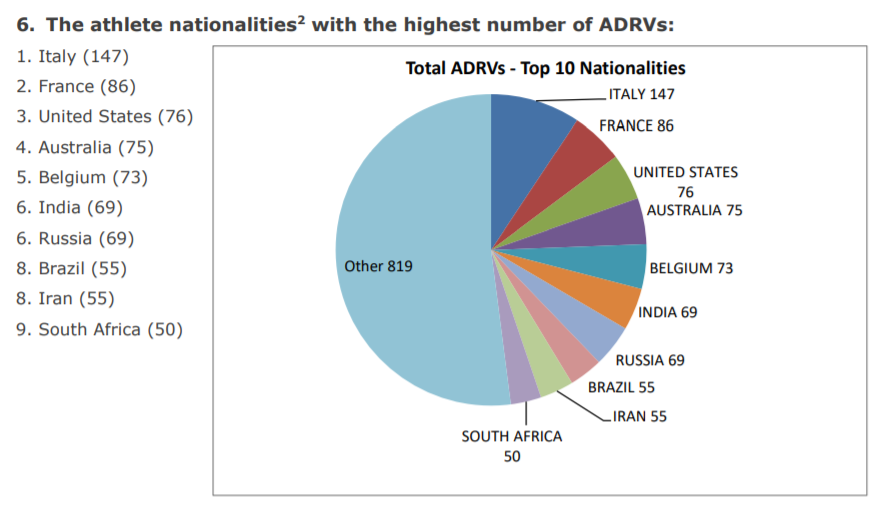 6. The athlete nationalities² with the highest number of ADRVs:
1. Italy (147)
2. France (86)
3. United States (76)
4. Australia (75)
5. Belgium (73)
6. India (69)
6. Russia (69)
8. Brazil (55)
8. Iran (55)
9. South Africa (50)
Total ADRVs - Top 10 Nationalities
ITALY 147
FRANCE 86
UNITED STATES
76
AUSTRALIA 75
BELGIUM 73
INDIA 69
RUSSIA 69
BRAZIL 55
IRAN 55
SOUTH AFRICA
50
Other 819